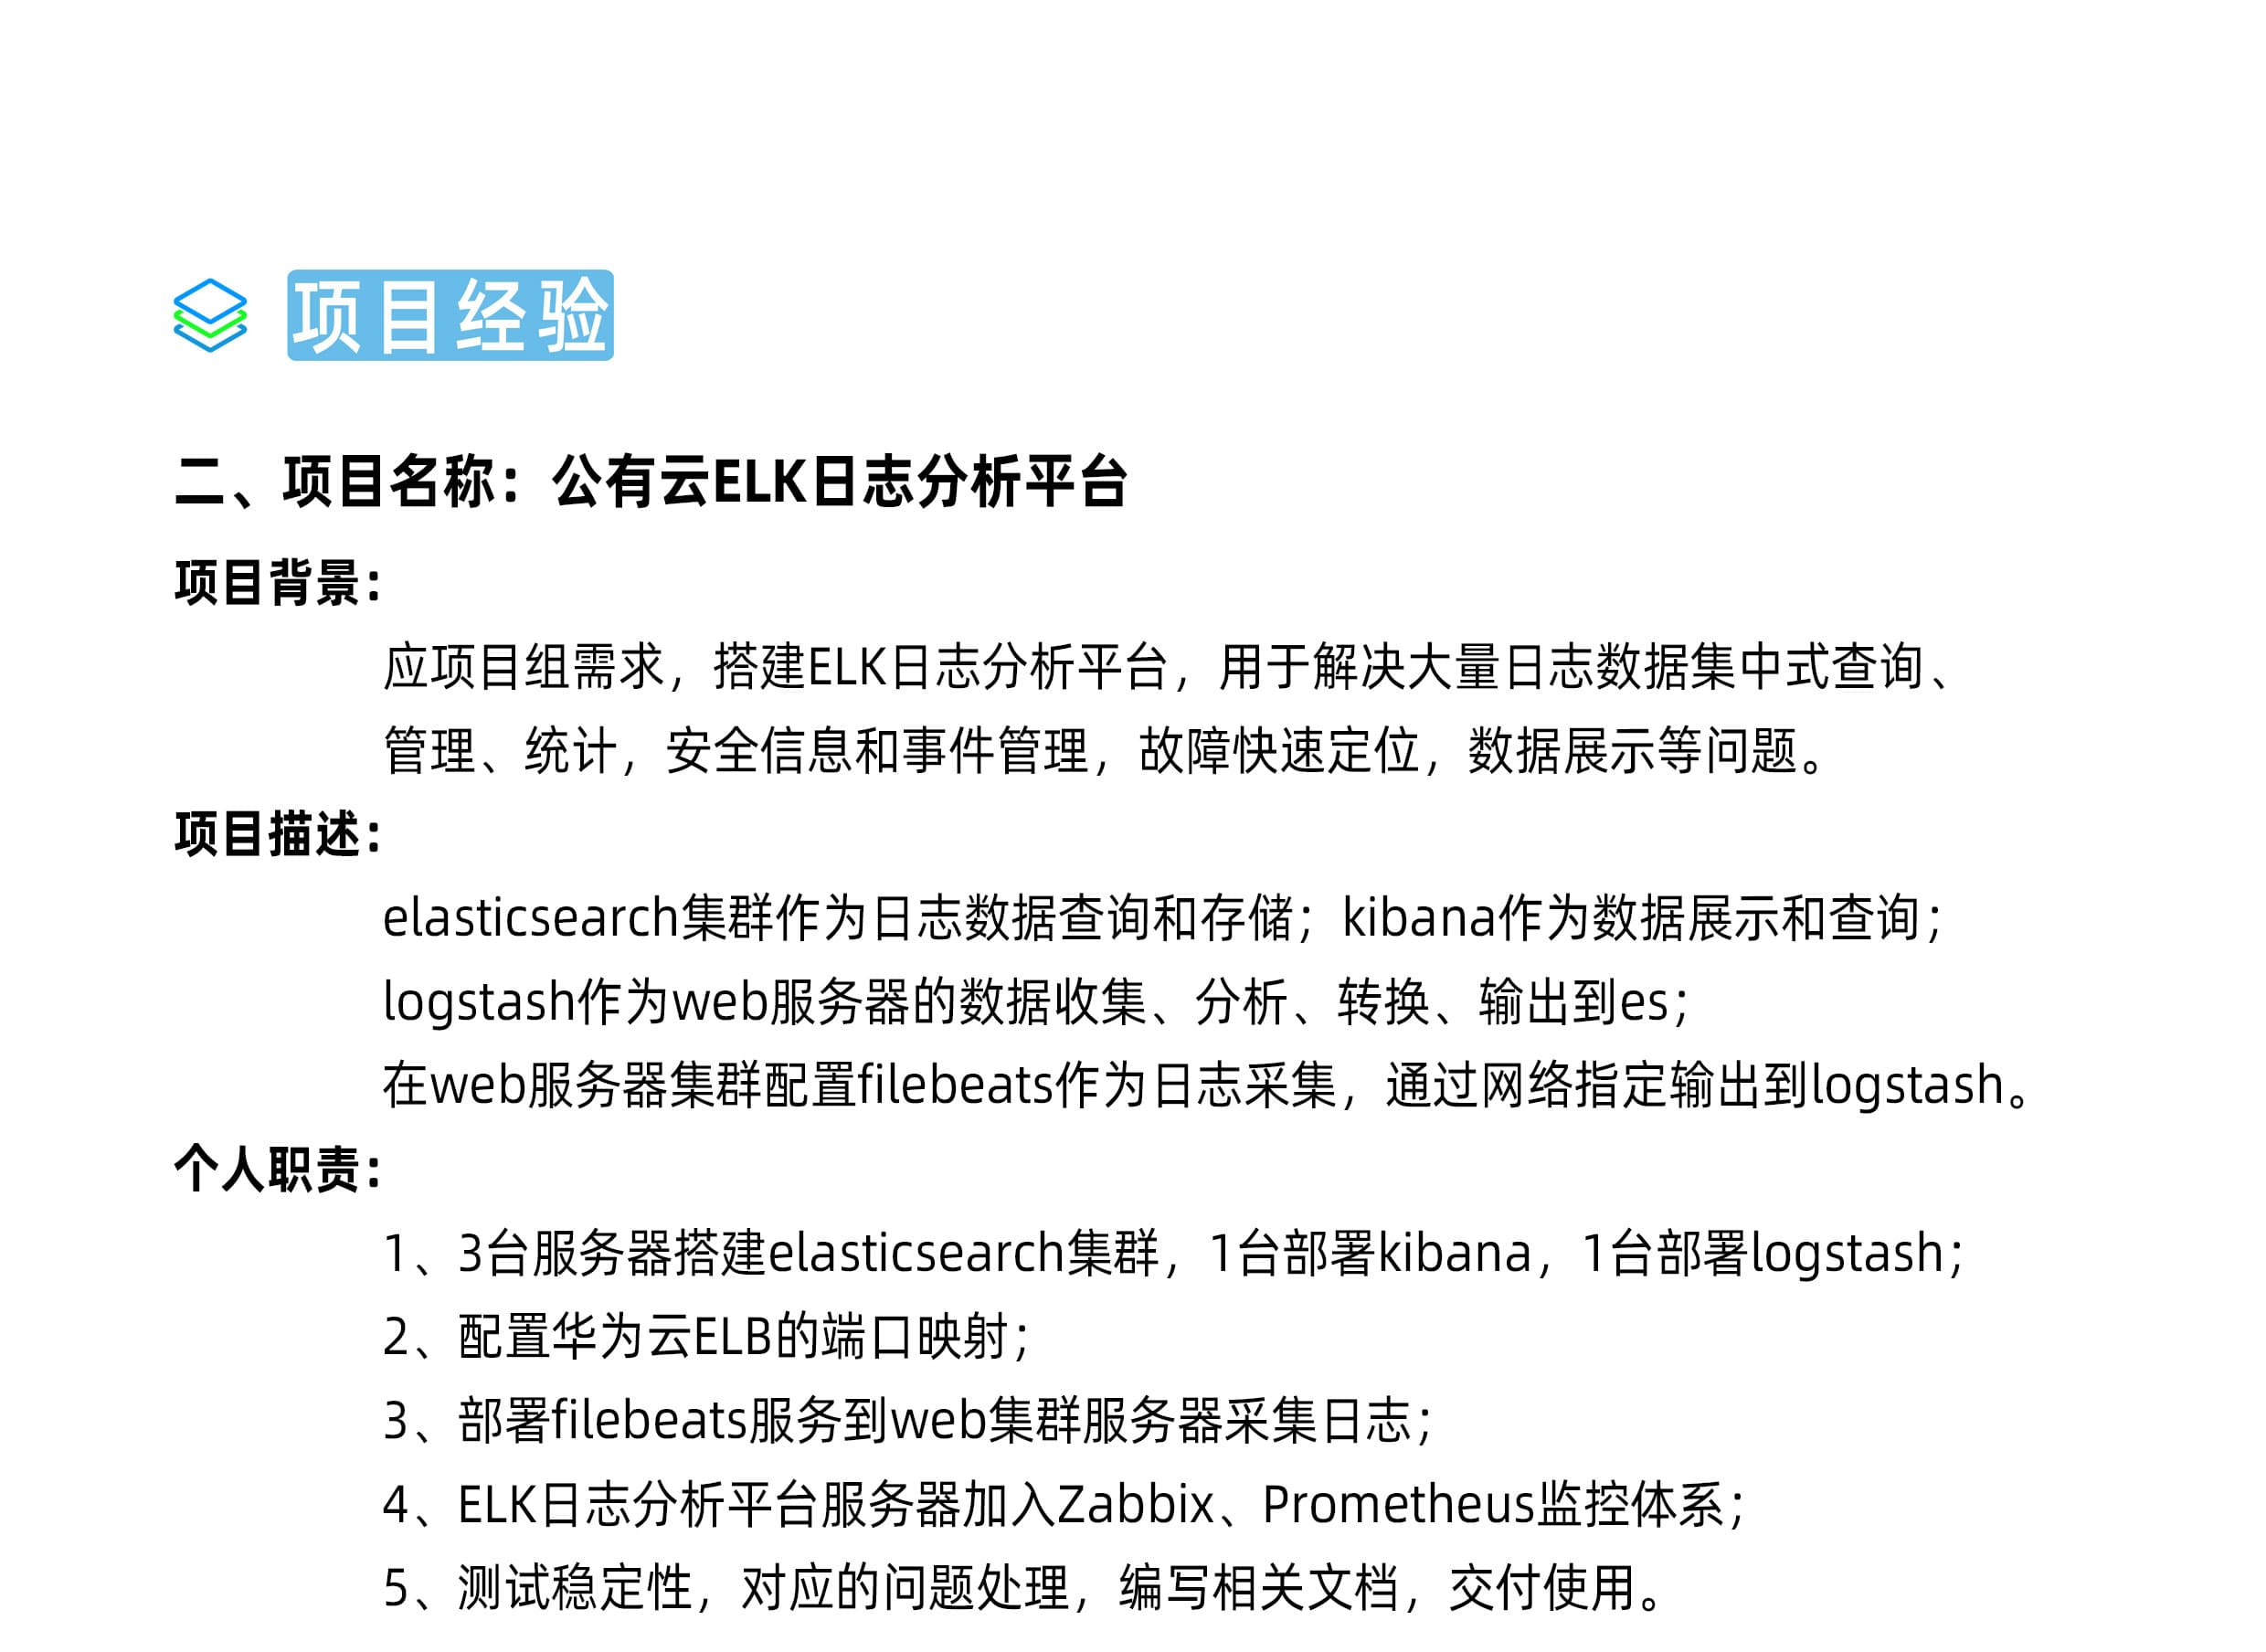 项目经验
二、项目名称：公有云ELK日志分析平台
项目背景：
应项目组需求，搭建ELK日志分析平台，用于解决大量日志数据集中式查询、
管理、统计，安全信息和事件管理，故障快速定位，数据展示等问题。
项目描述：
elasticsearch集群作为日志数据查询和存储；kibana作为数据展示和查询；
logstash作为web服务器的数据收集、分析、转换、输出到es；
在web服务器集群配置filebeats作为日志采集，通过网络指定输出到logstash。
个人职责：
1、3台服务器搭建elasticsearch集群，1台部署kibana，1台部署logstash；
2、配置华为云ELB的端口映射；
3、部署filebeats服务到web集群服务器采集日志；
4、ELK日志分析平台服务器加入Zabbix、Prometheus监控体系；
5、测试稳定性，对应的问题处理，编写相关文档，交付使用。